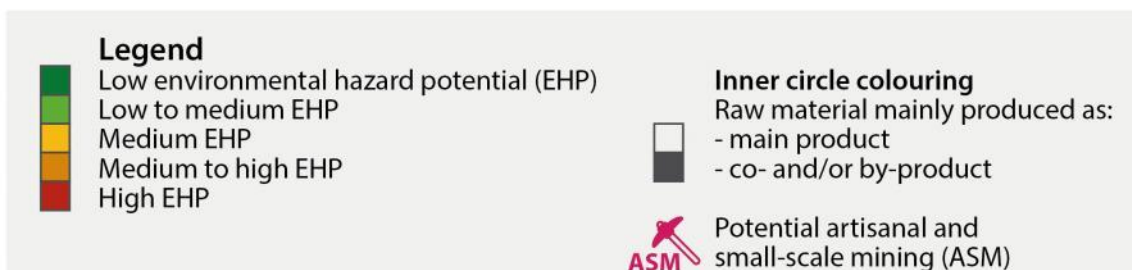 Legend
Low environmental hazard potential (EHP)
Low to medium EHP
Medium EHP
Medium to high EHP
High EHP
Inner circle colouring
Raw material mainly produced as:
- main product
- co- and/or by-product
ASM
Potential artisanal and
small-scale mining (ASM)